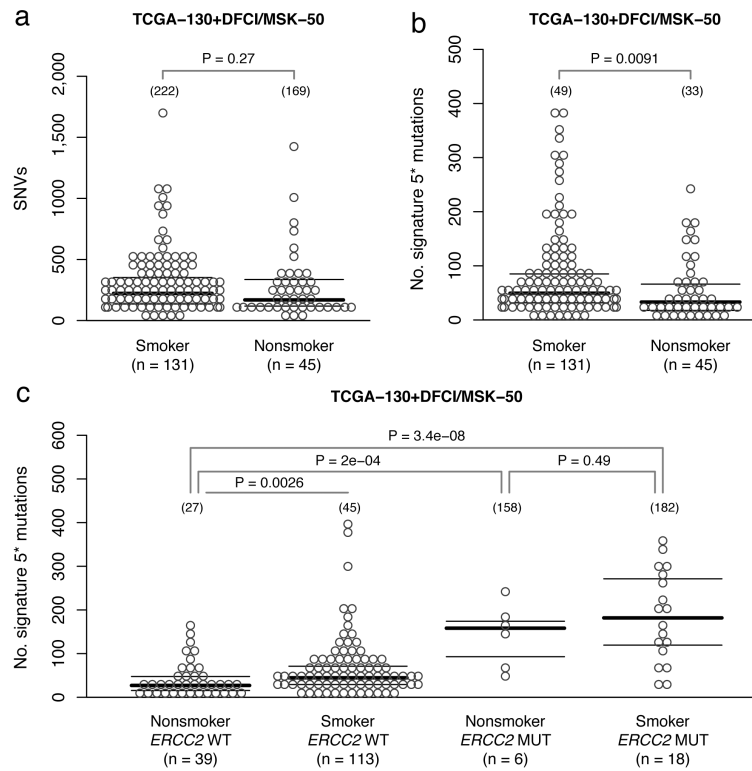 a
TCGA–130+DFCI/MSK–50
P = 0.27
(222) (169)
SNVs
2,000
1,500
1000
500
0
Smoker
(n = 131)
Nonsmoker
(n = 45)
b
TCGA–130+DFCI/MSK–50
P = 0.0091
(49) (33)
No. signature 5* mutations
500
400
300
200
100
0
Smoker
(n = 131)
Nonsmoker
(n = 45)
c
TCGA–130+DFCI/MSK–50
P = 3.4e–08
P = 2e–04
P = 0.49
P = 0.0026
(27) (45) (158) (182)
No. signature 5* mutations
600
500
400
300
200
100
0
Nonsmoker
ERCC2 WT
(n = 39)
Smoker
ERCC2 WT
(n = 113)
Nonsmoker
ERCC2 MUT
(n = 6)
Smoker
ERCC2 MUT
(n = 18)